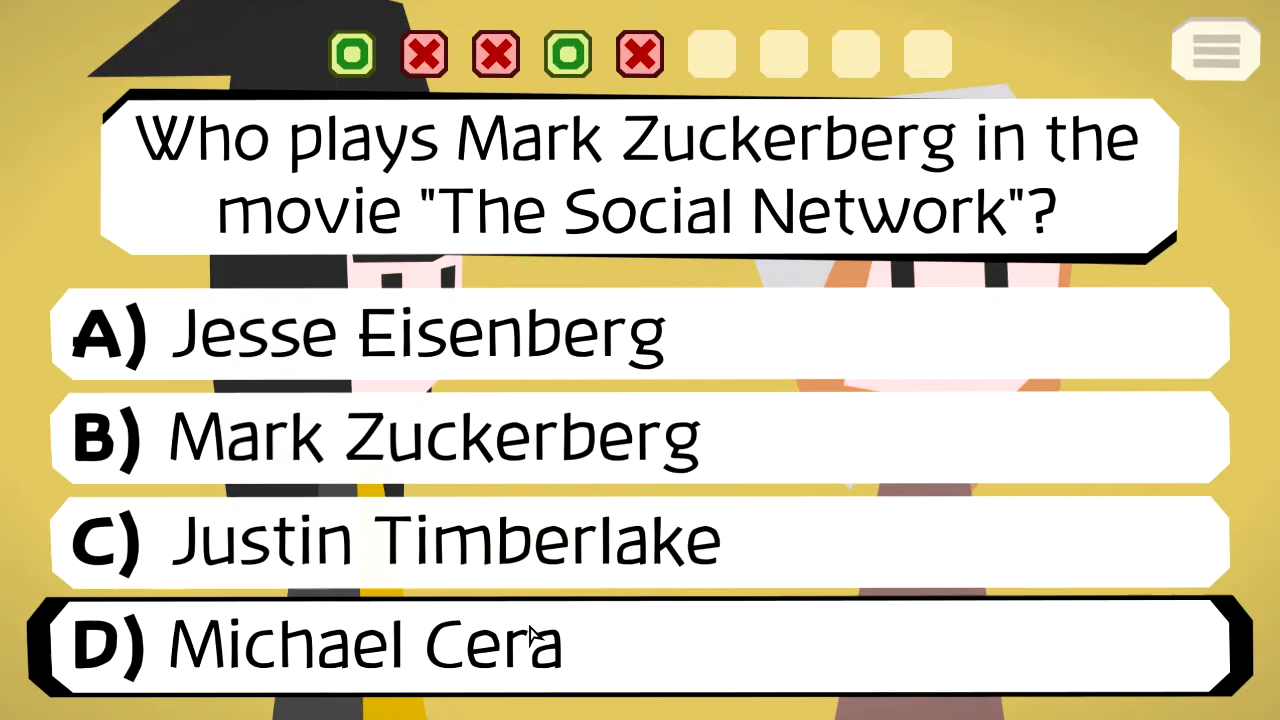 Who plays Mark Zuckerberg in the
movie "The Social Network"?
A) Jesse Eisenberg
B) Mark Zuckerberg
C) Justin Timberlake
D) Michael Cera